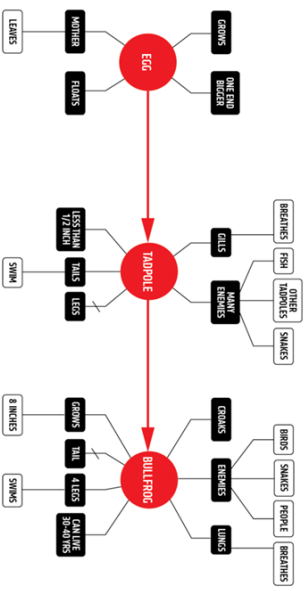 BREATHES
FISH
OTHER
TADPOLES
SNAKES
BIRDS
SNAKES
PEOPLE
BREATHES
GROWS
ONE END
BIGGER
GILLS
MANY
ENEMIES
CROAKS
ENEMIES
LUNGS
EGG
TADPOLE
BULLFROG
MOTHER
FLOATS
LESS THAN
1/2 INCH
TAILS
LEGS
GROWS
TAIL
4 LEGS
CAN LIVE
30-40 YRS
LEAVES
SWIM
8 INCHES
SWIMS